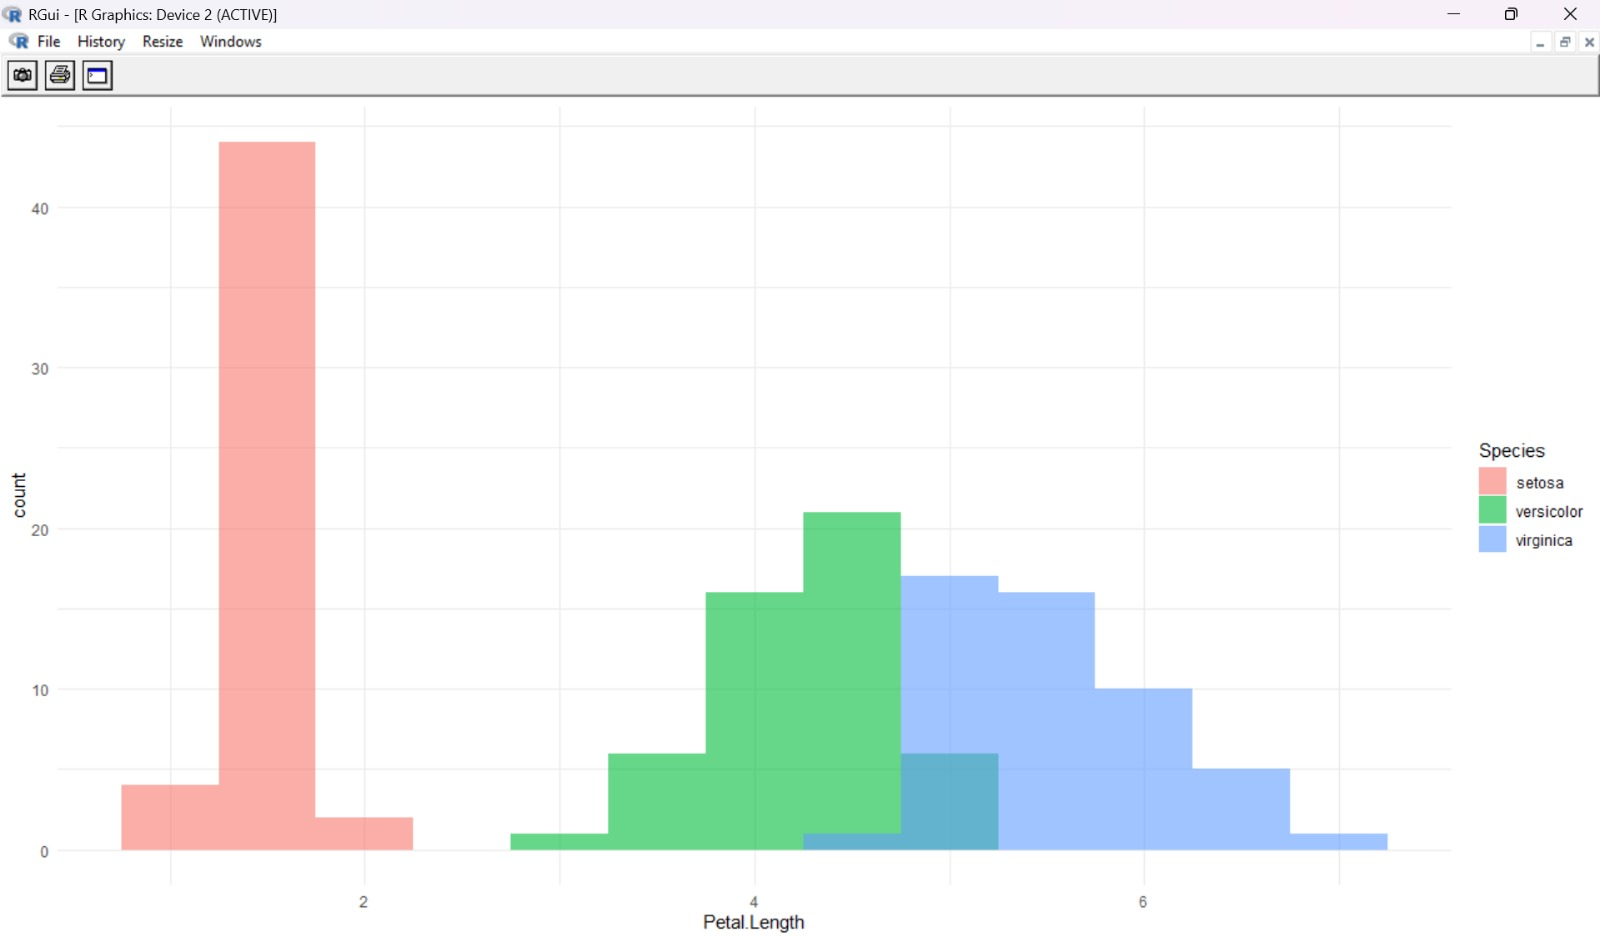 RGui - [R Graphics: Device 2 (ACTIVE)]
R File History Resize Windows
40
30
20
10
0
count
2 4 6
Petal.Length
Species
setosa
versicolor
virginica